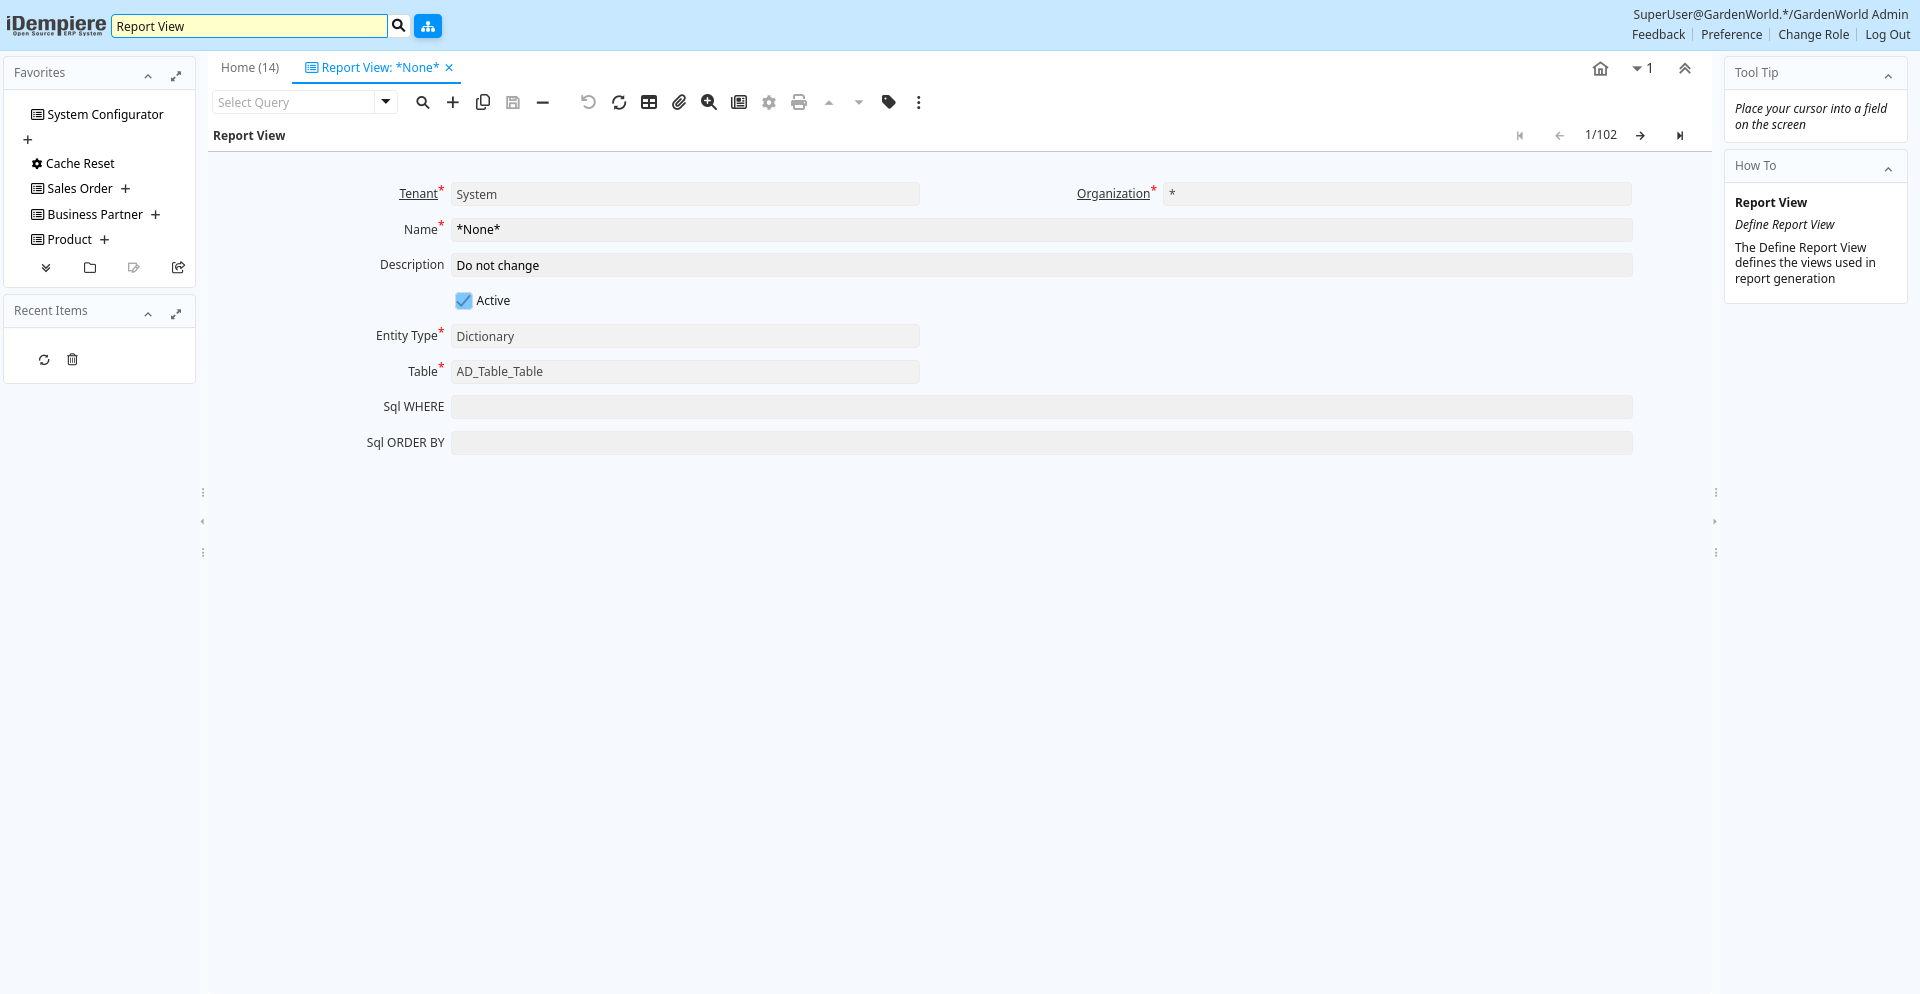 iDempiere
Open Source ERP System
Report View
SuperUser@GardenWorld.*/GardenWorld Admin
Feedback
Preference
Change Role
Log Out
Favorites
System Configurator
Cache Reset
Sales Order
Business Partner
Product
Recent Items
Home (14)
Report View: *None*
1
Select Query
Report View
1/102
Tenant*
System
Organization*
*
Name*
*None*
Description
Do not change
Active
Entity Type*
Dictionary
Table*
AD_Table_Table
Sql WHERE
Sql ORDER BY
Tool Tip
Place your cursor into a field
on the screen
How To
Report View
Define Report View
The Define Report View
defines the views used in
report generation